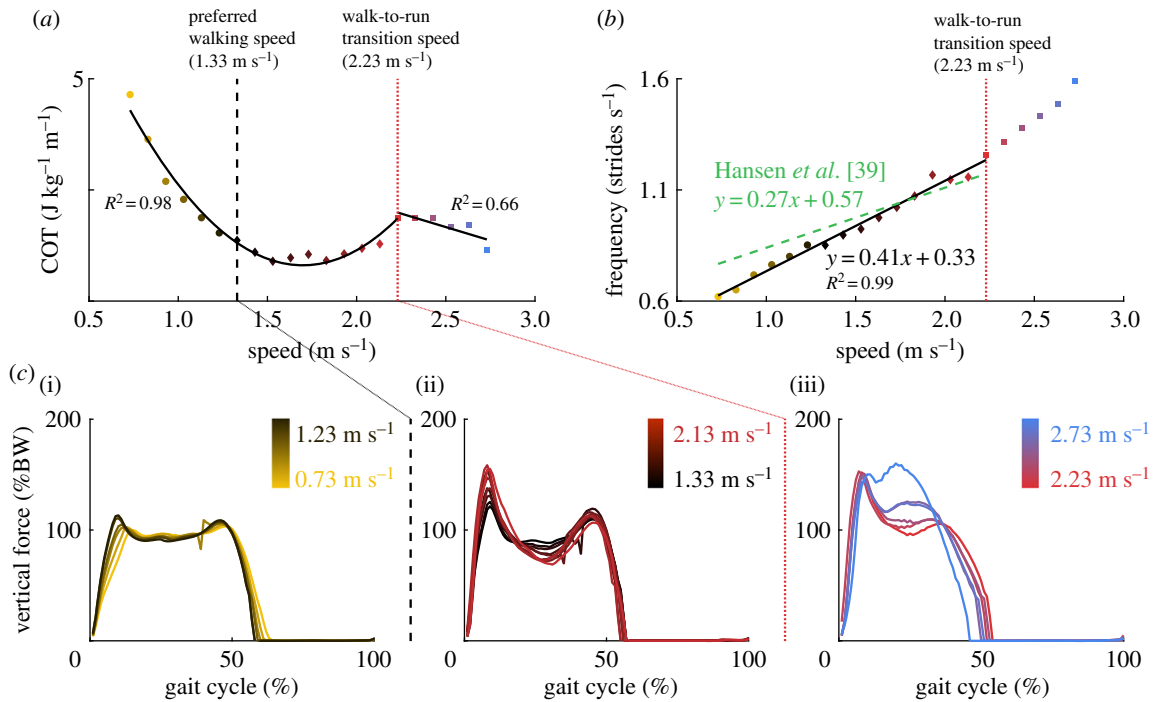 (a)
preferred
walking speed
(1.33 m s⁻¹)
walk-to-run
transition speed
(2.23 m s⁻¹)
5
COT (J kg⁻¹ m⁻¹)
R² = 0.98
R² = 0.66
0.5 1.0 1.5 2.0 2.5 3.0
speed (m s⁻¹)
(b)
walk-to-run
transition speed
(2.23 m s⁻¹)
1.6
1.1
0.6
frequency (strides s⁻¹)
Hansen et al. [39]
y = 0.27x + 0.57
y = 0.41x + 0.33
R² = 0.99
0.5 1.0 1.5 2.0 2.5 3.0
speed (m s⁻¹)
(c)
(i)
200
100
vertical force (%BW)
1.23 m s⁻¹
0.73 m s⁻¹
0 50 100
gait cycle (%)
(ii)
200
100
2.13 m s⁻¹
1.33 m s⁻¹
0 50 100
gait cycle (%)
(iii)
200
100
2.73 m s⁻¹
2.23 m s⁻¹
0 50 100
gait cycle (%)